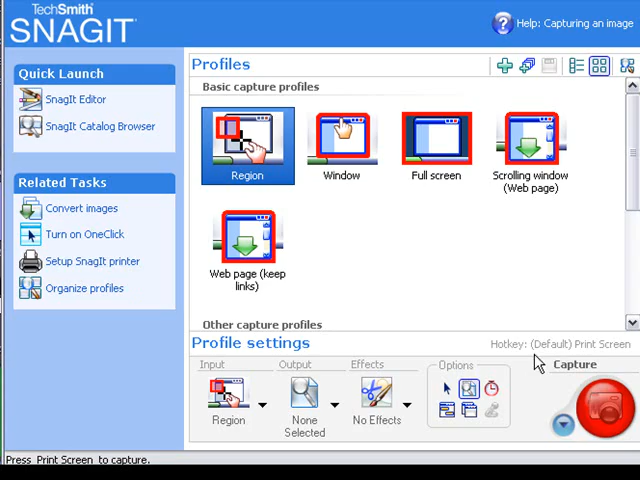 TechSmith
SNAGIT
Help: Capturing an image
Quick Launch
SnagIt Editor
SnagIt Catalog Browser
Related Tasks
Convert images
Turn on OneClick
Setup SnagIt printer
Organize profiles
Profiles
Basic capture profiles
Region
Window
Full screen
Scrolling window
(Web page)
Web page (keep
links)
Other capture profiles
Profile settings
Hotkey: (Default) Print Screen
Input
Output
Effects
Options
Capture
Region
None
Selected
No Effects
Press Print Screen to capture.